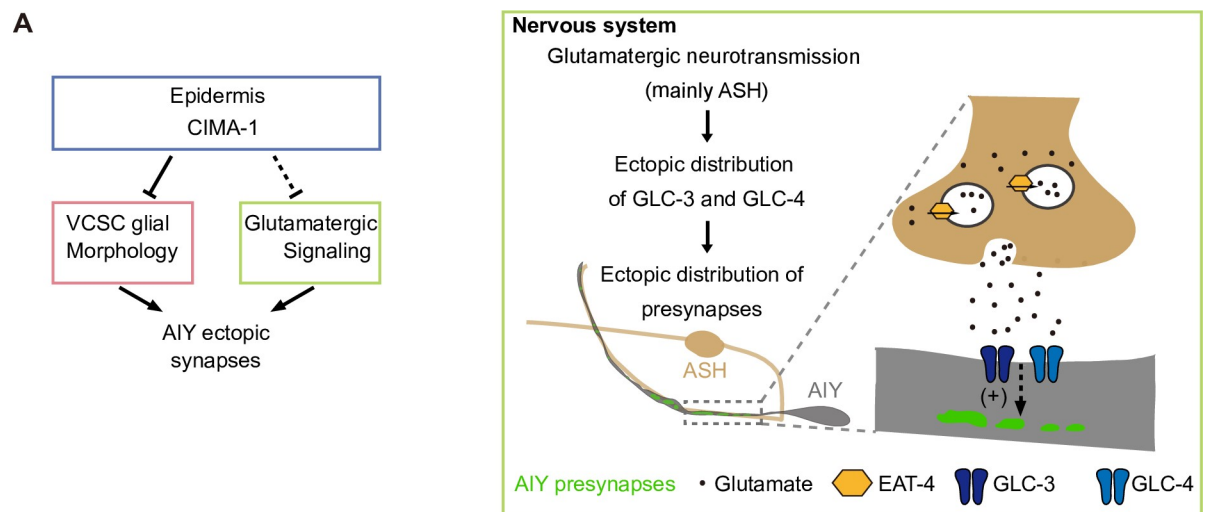 A
Epidermis
CIMA-1
VCSC glial
Morphology
Glutamatergic
Signaling
AIY ectopic
synapses
Nervous system
Glutamatergic neurotransmission
(mainly ASH)
Ectopic distribution
of GLC-3 and GLC-4
Ectopic distribution of
presynapses
ASH
AIY
(+)
AIY presynapses
Glutamate
EAT-4
GLC-3
GLC-4